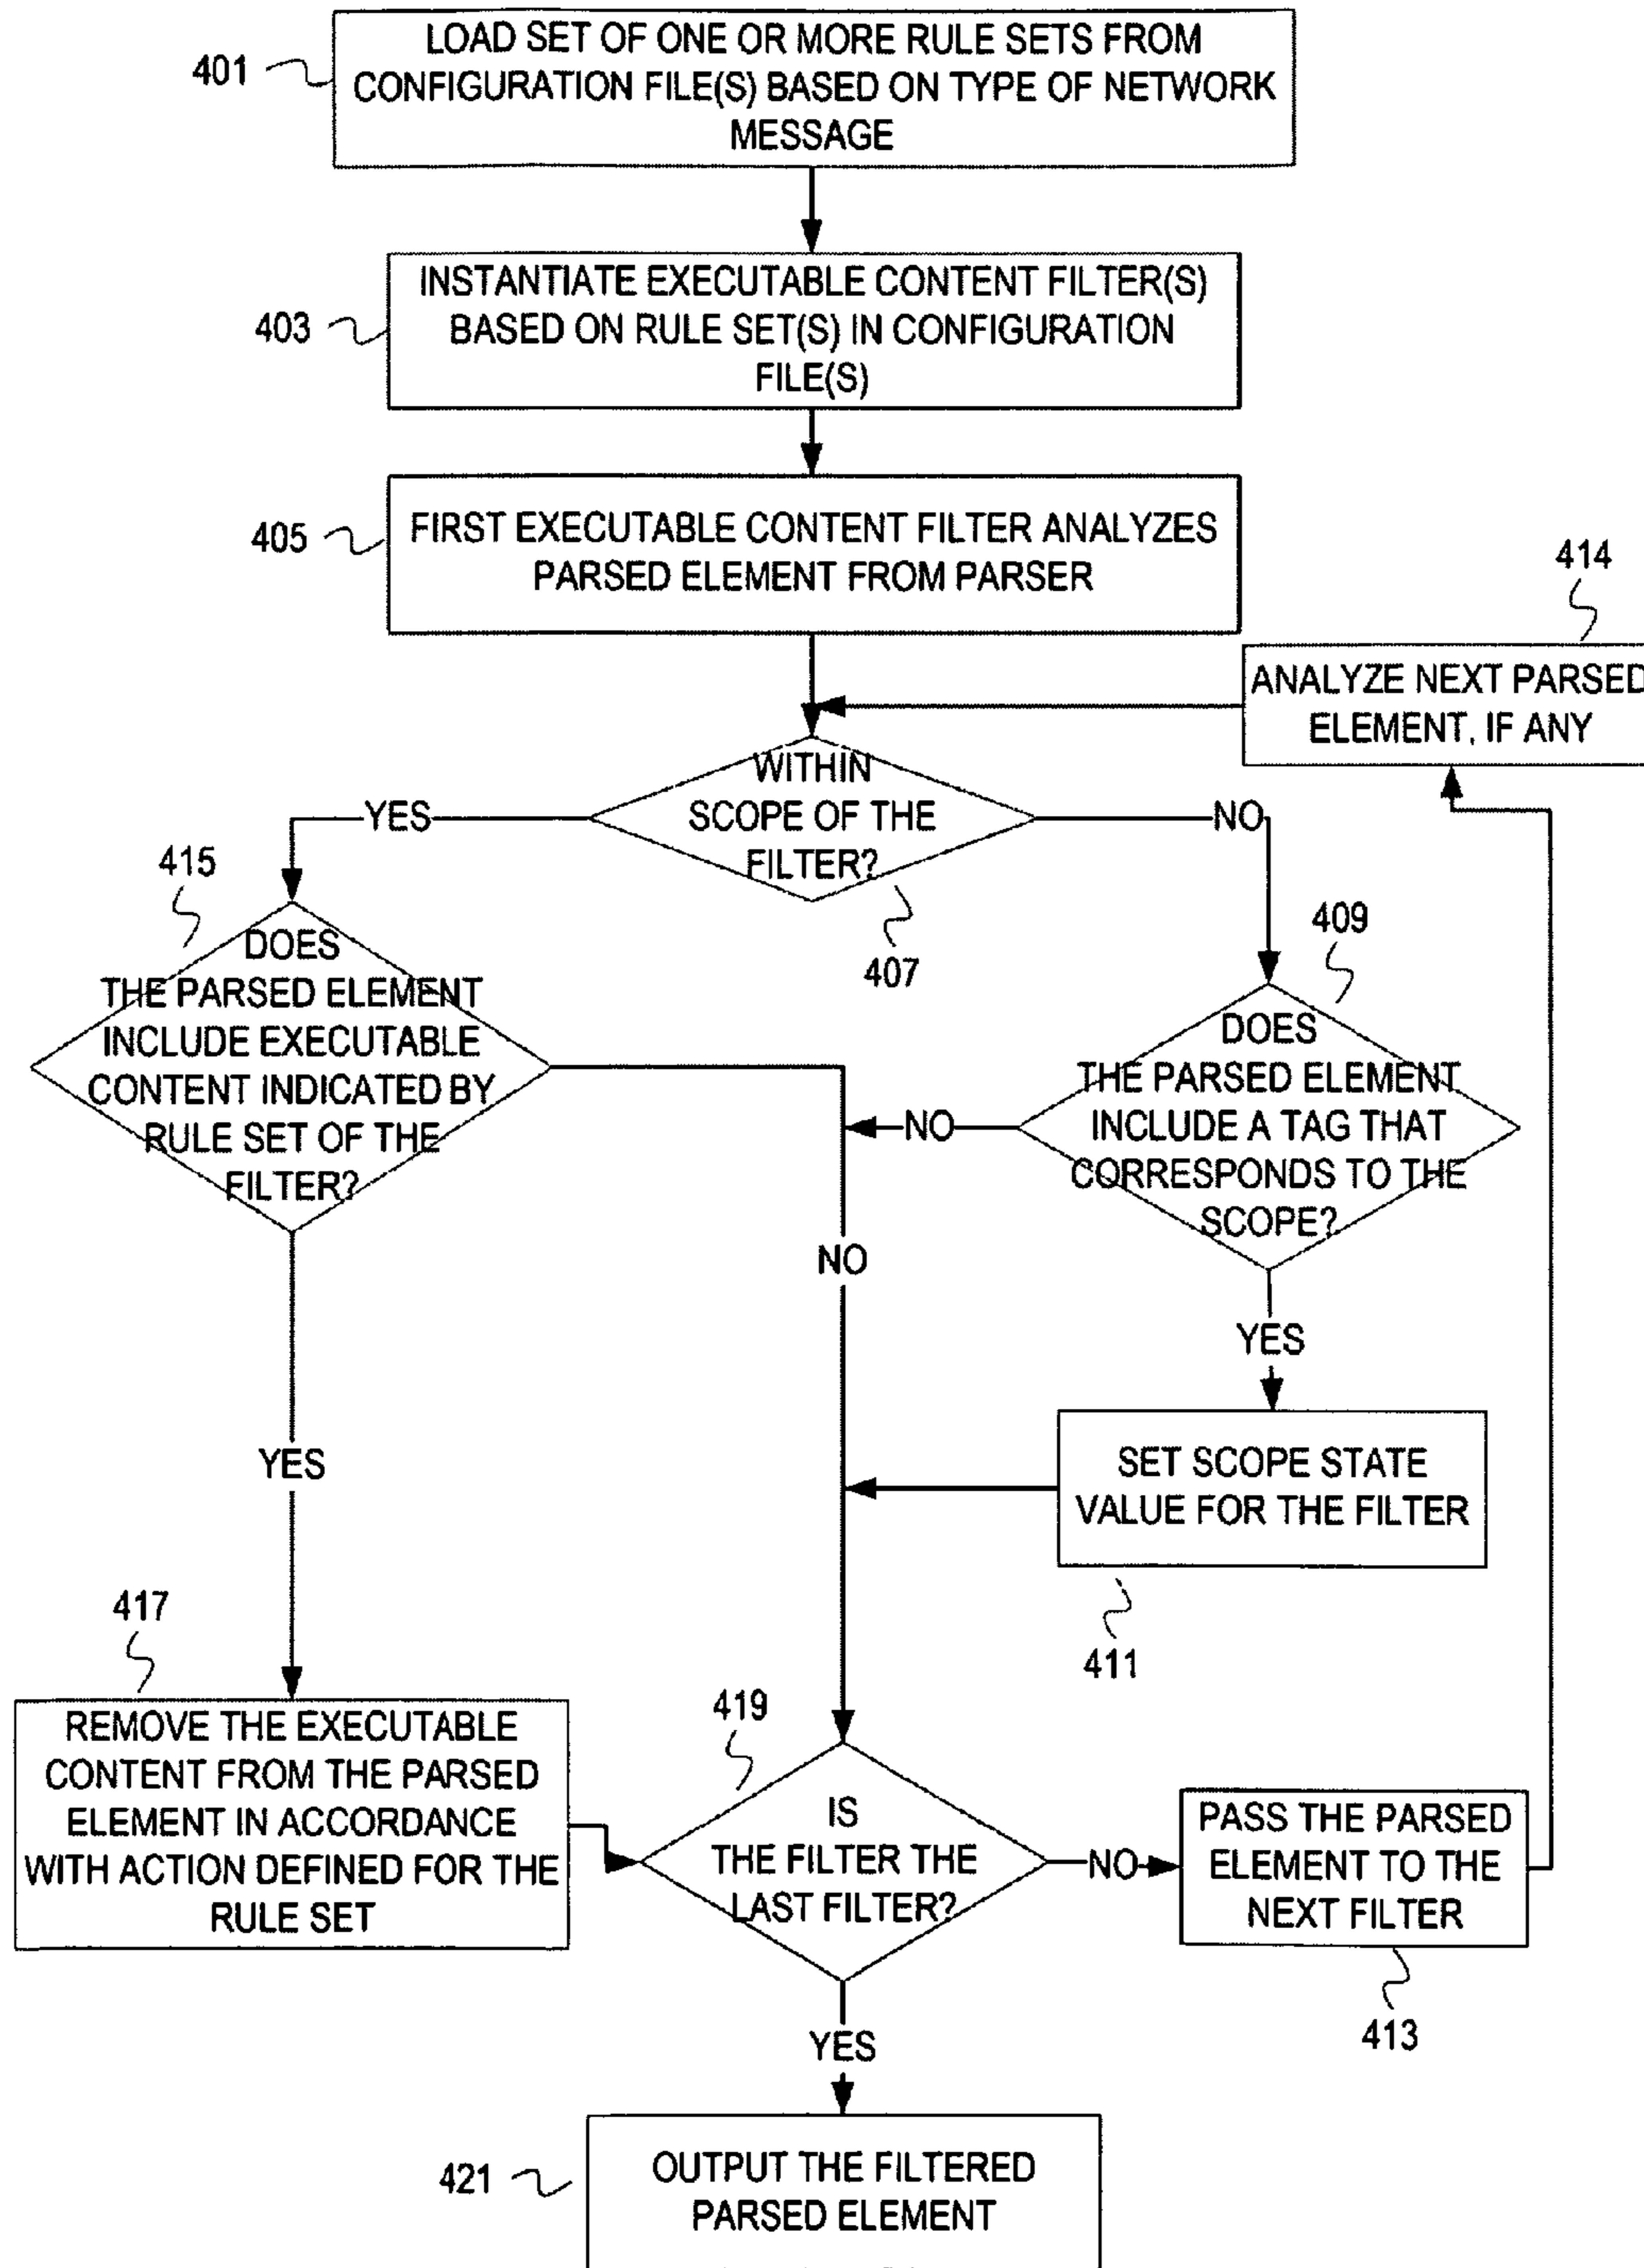 LOAD SET OF ONE OR MORE RULE SETS FROM
CONFIGURATION FILE(S) BASED ON TYPE OF NETWORK
MESSAGE
401
INSTANTIATE EXECUTABLE CONTENT FILTER(S)
BASED ON RULE SET(S) IN CONFIGURATION
FILE(S)
403
FIRST EXECUTABLE CONTENT FILTER ANALYZES
PARSED ELEMENT FROM PARSER
405
414
ANALYZE NEXT PARSED
ELEMENT, IF ANY
WITHIN
SCOPE OF THE
FILTER?
407
YES
NO
415
DOES
THE PARSED ELEMENT
INCLUDE EXECUTABLE
CONTENT INDICATED BY
RULE SET OF THE
FILTER?
409
DOES
THE PARSED ELEMENT
INCLUDE A TAG THAT
CORRESPONDS TO THE
SCOPE?
NO
NO
YES
YES
SET SCOPE STATE
VALUE FOR THE FILTER
411
417
REMOVE THE EXECUTABLE
CONTENT FROM THE PARSED
ELEMENT IN ACCORDANCE
WITH ACTION DEFINED FOR THE
RULE SET
419
IS
THE FILTER THE
LAST FILTER?
NO
PASS THE PARSED
ELEMENT TO THE
NEXT FILTER
413
YES
421
OUTPUT THE FILTERED
PARSED ELEMENT